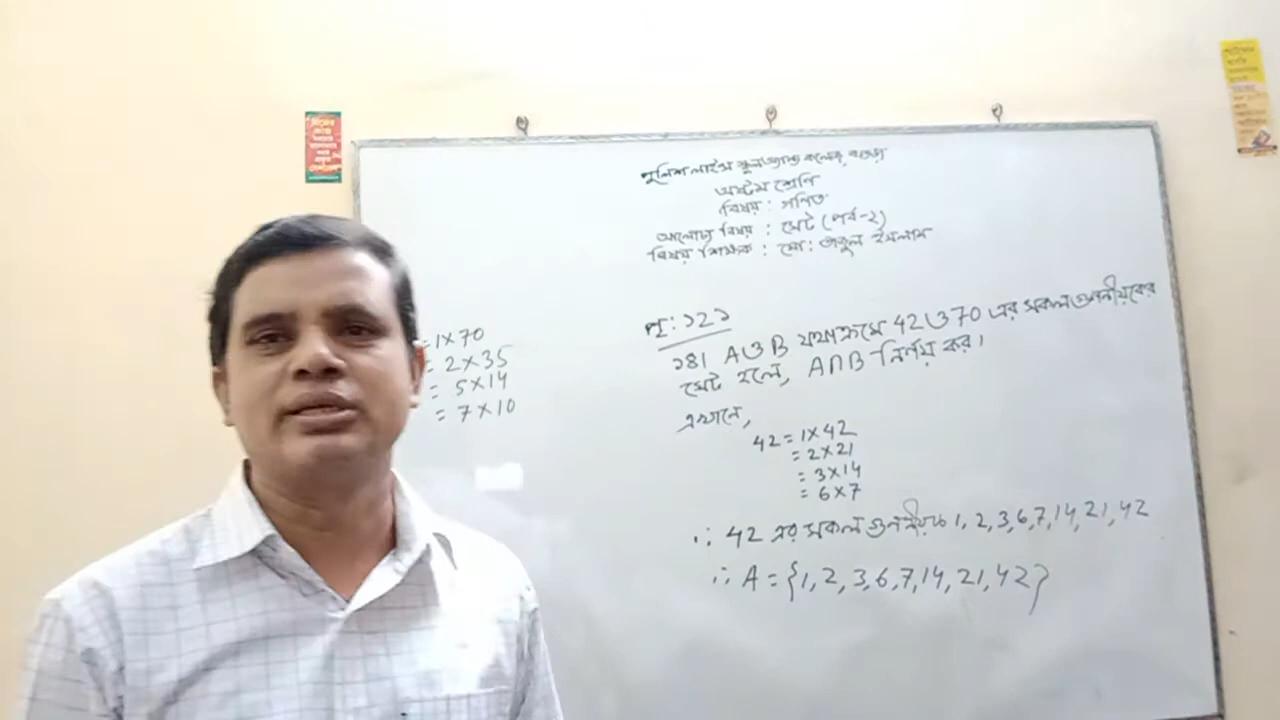 পুলিশ লাইন্স স্কুল অ্যান্ড কলেজ, বগুড়া
অষ্টম শ্রেণি
বিষয় : গণিত
আলোচ্য বিষয় : সেট (পর্ব-২)
বিষয় শিক্ষক : মো: ইসলাম
পৃ: ১২১
১৪। A ও B যথাক্রমে 42 ও 70 এর সকল গুণনীয়কের
সেট হলে, A∩B নির্ণয় কর।
এখানে,
42 = 1×42
= 2×21
= 3×14
= 6×7
∴ 42 এর সকল গুণনীয়ক 1, 2, 3, 6, 7, 14, 21, 42
∴ A = {1, 2, 3, 6, 7, 14, 21, 42}
= 1×70
= 2×35
= 5×14
= 7×10